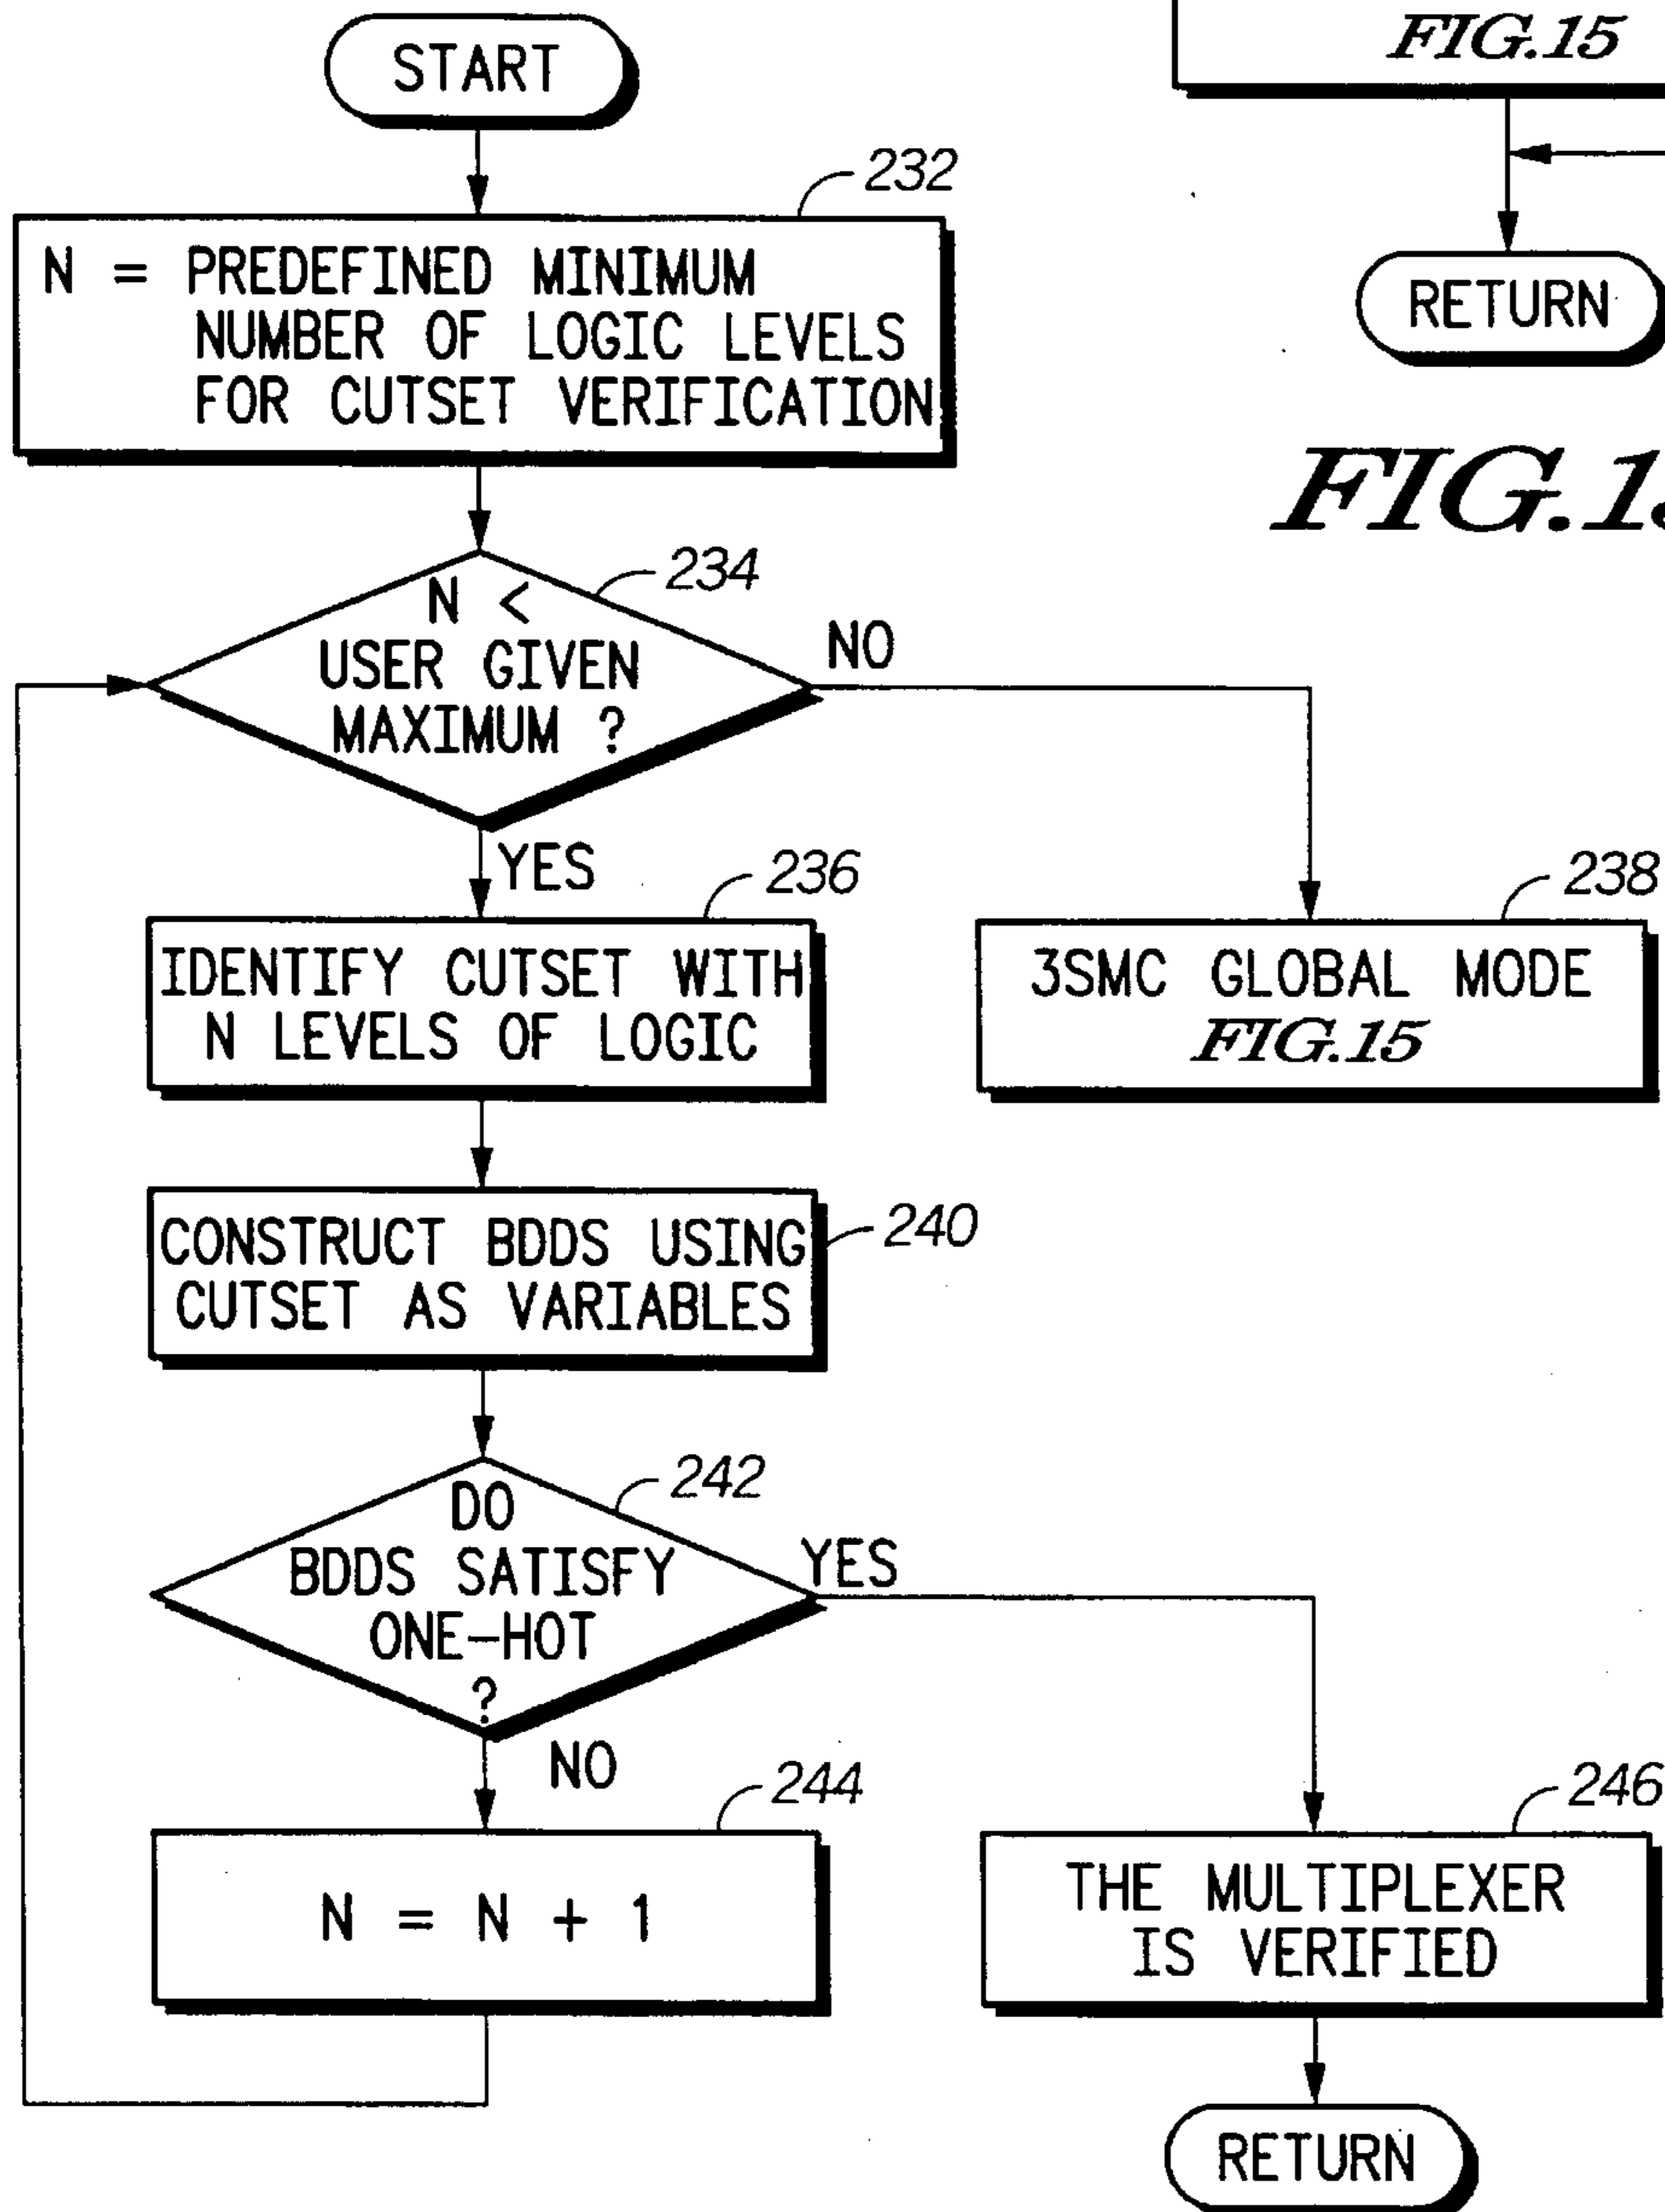 START
232
N = PREDEFINED MINIMUM
NUMBER OF LOGIC LEVELS
FOR CUTSET VERIFICATION
234
N <
USER GIVEN
MAXIMUM ?
NO
YES
236
IDENTIFY CUTSET WITH
N LEVELS OF LOGIC
238
3SMC GLOBAL MODE
FIG.15
240
CONSTRUCT BDDS USING
CUTSET AS VARIABLES
242
DO
BDDS SATISFY
ONE-HOT
?
YES
NO
244
N = N + 1
246
THE MULTIPLEXER
IS VERIFIED
RETURN
FIG.15
RETURN